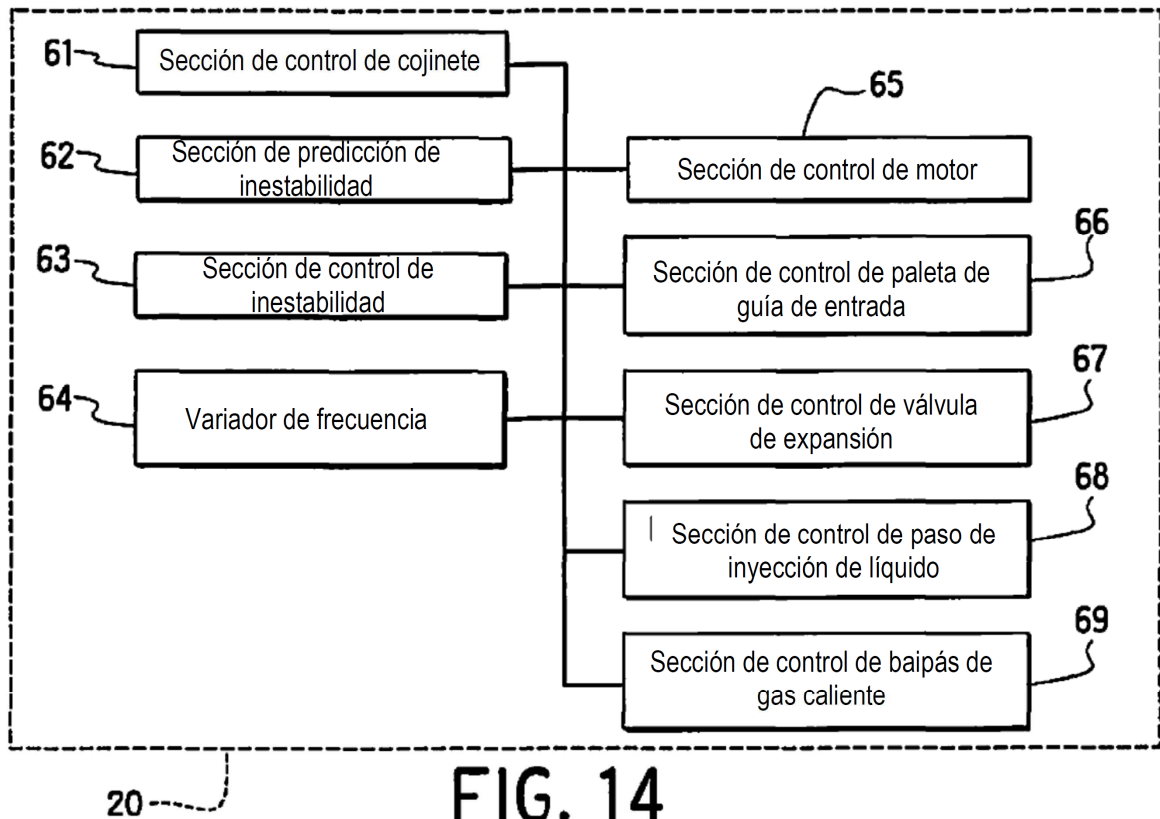 61
Sección de control de cojinete
62
Sección de predicción de
inestabilidad
63
Sección de control de
inestabilidad
64
Variador de frecuencia
65
Sección de control de motor
66
Sección de control de paleta de
guía de entrada
67
Sección de control de válvula
de expansión
68
Sección de control de paso de
inyección de líquido
69
Sección de control de baipás de
gas caliente
20
FIG. 14